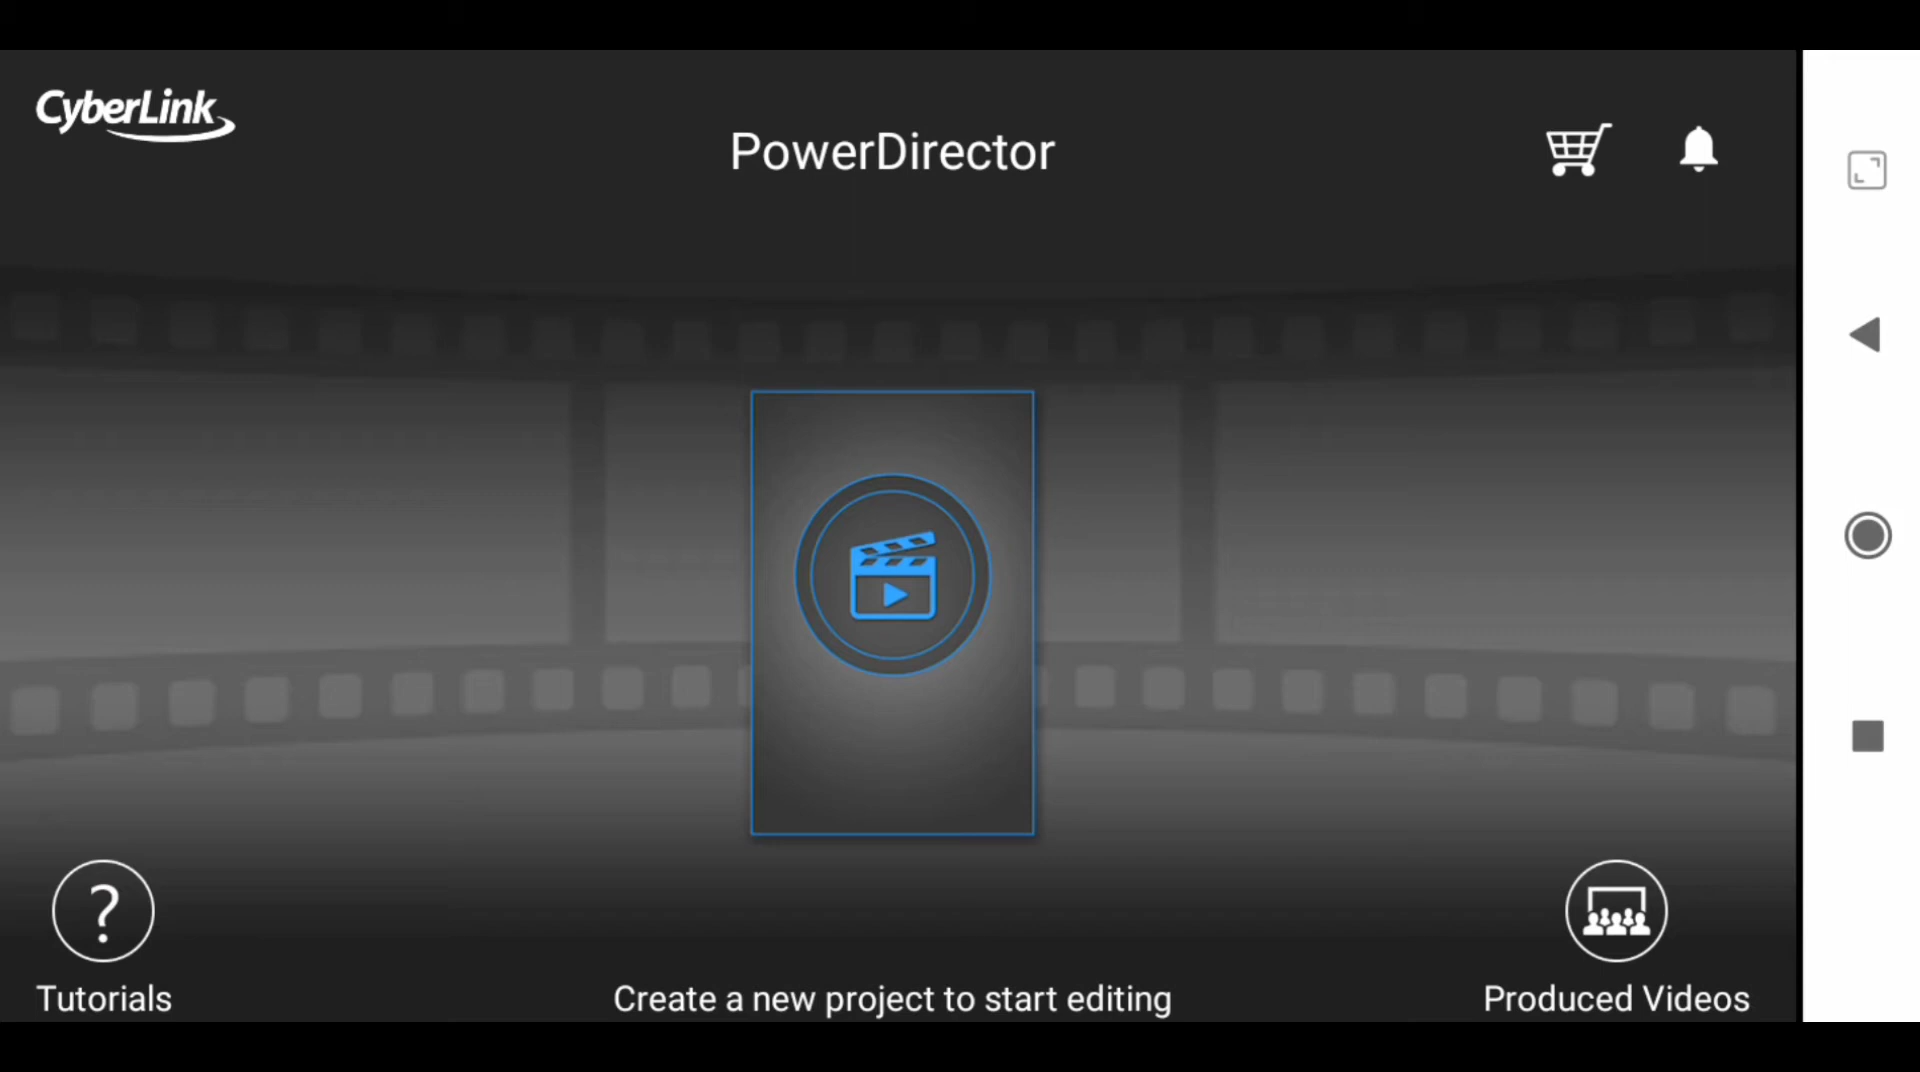 CyberLink
PowerDirector
?
Tutorials
Create a new project to start editing
Produced Videos